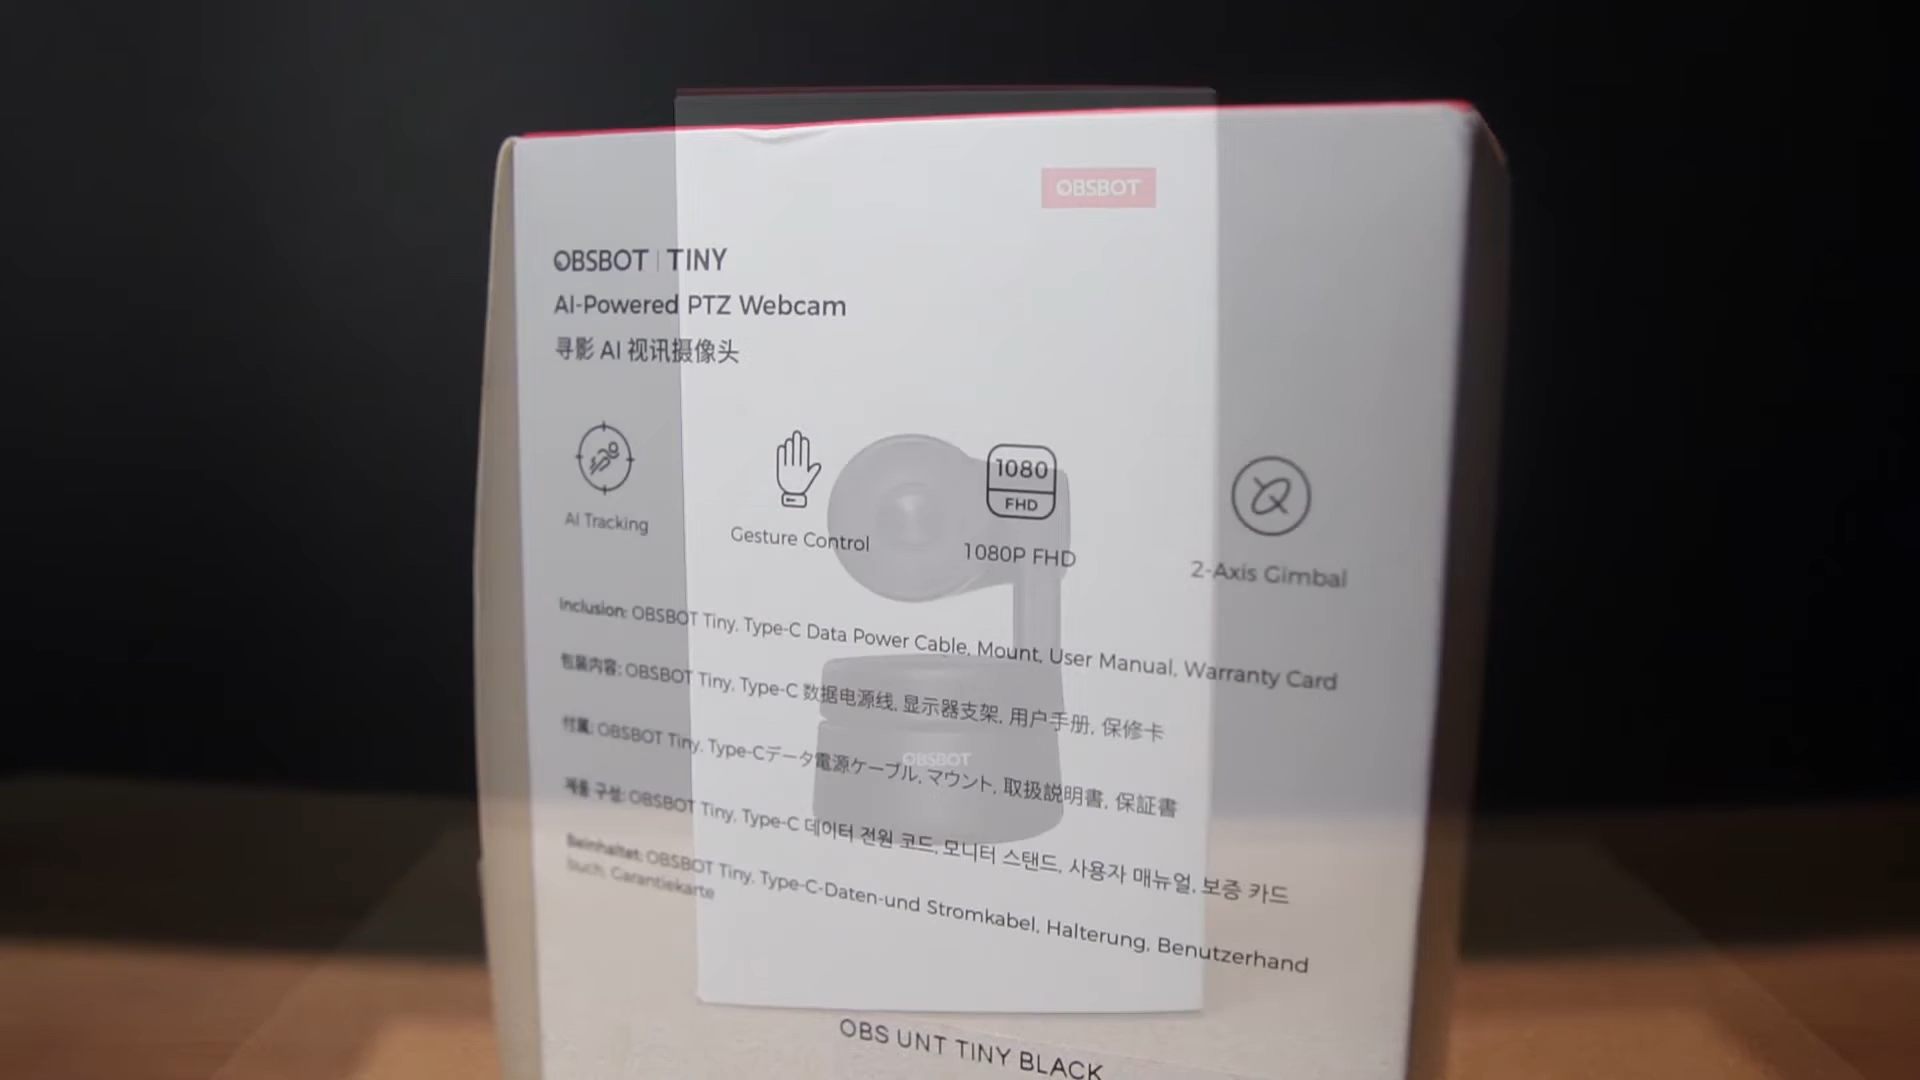 OBSBOT
OBSBOT | TINY
AI-Powered PTZ Webcam
寻影 AI 视讯摄像头
1080
FHD
AI Tracking
Gesture Control
1080P FHD
2-Axis Gimbal
Inclusion: OBSBOT Tiny, Type-C Data Power Cable, Mount, User Manual, Warranty Card
包装内容: OBSBOT Tiny, Type-C 数据电源线, 显示器支架, 用户手册, 保修卡
付属: OBSBOT Tiny, Type-Cデータ電源ケーブル, マウント, 取扱説明書, 保証書
OBSBOT
제품 구성: OBSBOT Tiny, Type-C 데이터 전원 코드, 모니터 스탠드, 사용자 매뉴얼, 보증 카드
Beinhaltet: OBSBOT Tiny, Type-C-Daten-und Stromkabel, Halterung, Benutzerhand
buch, Garantiekarte
OBS UNT TINY BLACK